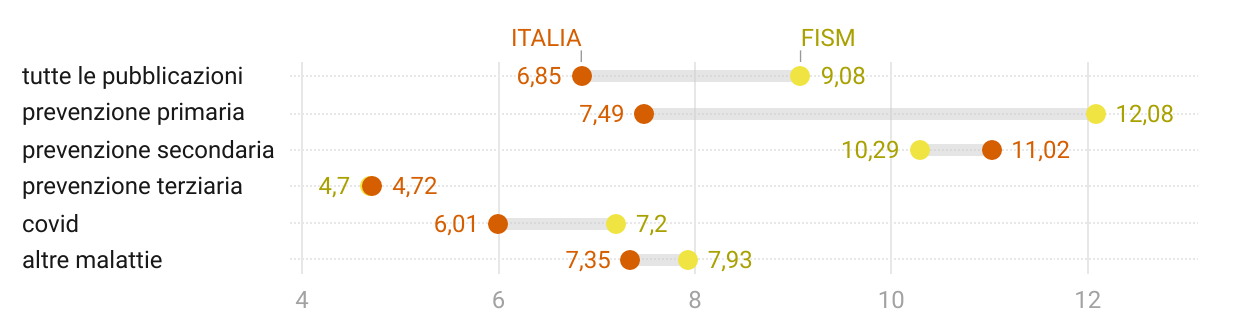 ITALIA FISM
tutte le pubblicazioni 6,85 9,08
prevenzione primaria 7,49 12,08
prevenzione secondaria 10,29 11,02
prevenzione terziaria 4,7 4,72
covid 6,01 7,2
altre malattie 7,35 7,93
4 6 8 10 12